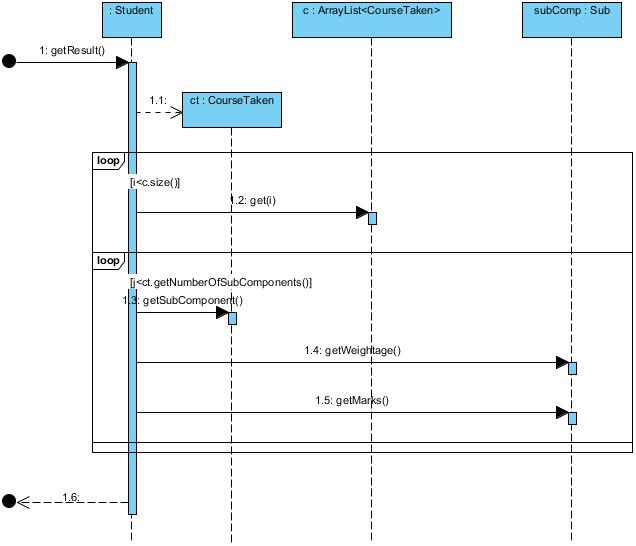 : Student
c : ArrayList<CourseTaken>
subComp : Sub
1: getResult()
1.1:
ct : CourseTaken
loop
[i<c.size()]
1.2: get(i)
loop
[j<ct.getNumberOfSubComponents()]
1.3: getSubComponent()
1.4: getWeightage()
1.5: getMarks()
1.6: